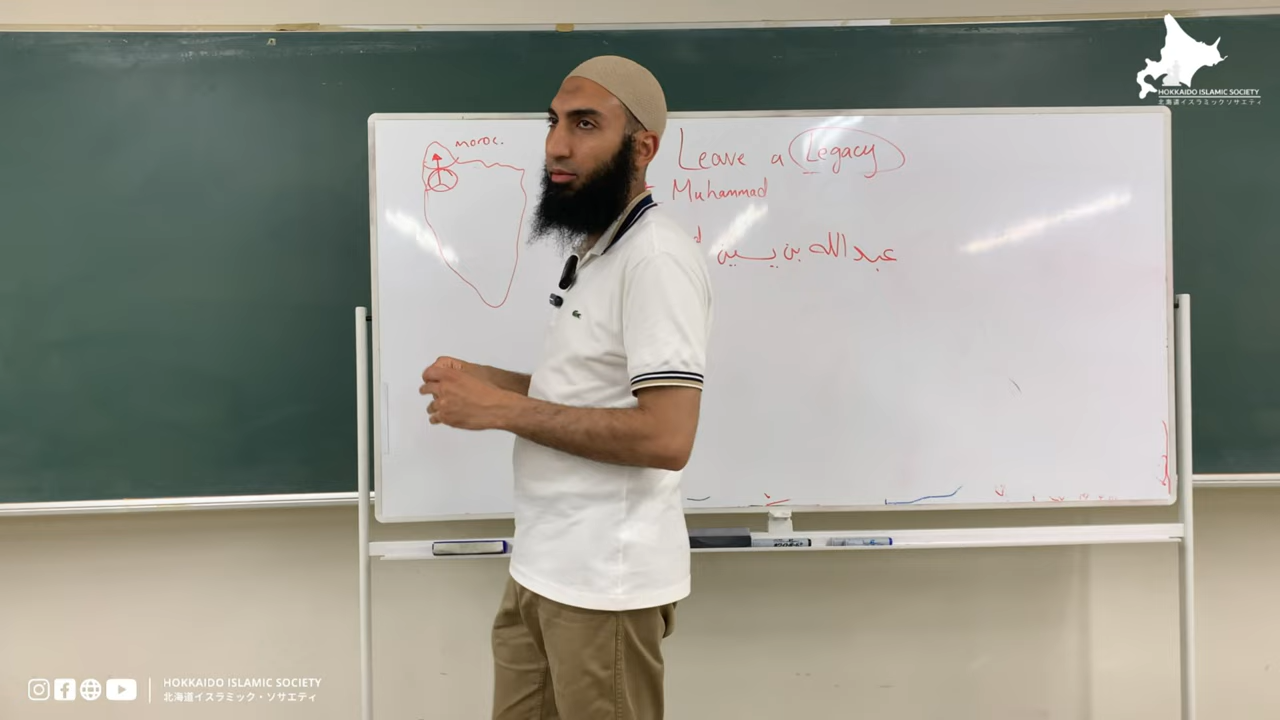 HOKKAIDO ISLAMIC SOCIETY
北海道イスラミックソサエティ
moroc.
Leave a Legacy
Muhammad
عبدالله بن يسين
HOKKAIDO ISLAMIC SOCIETY
北海道イスラミック・ソサエティ